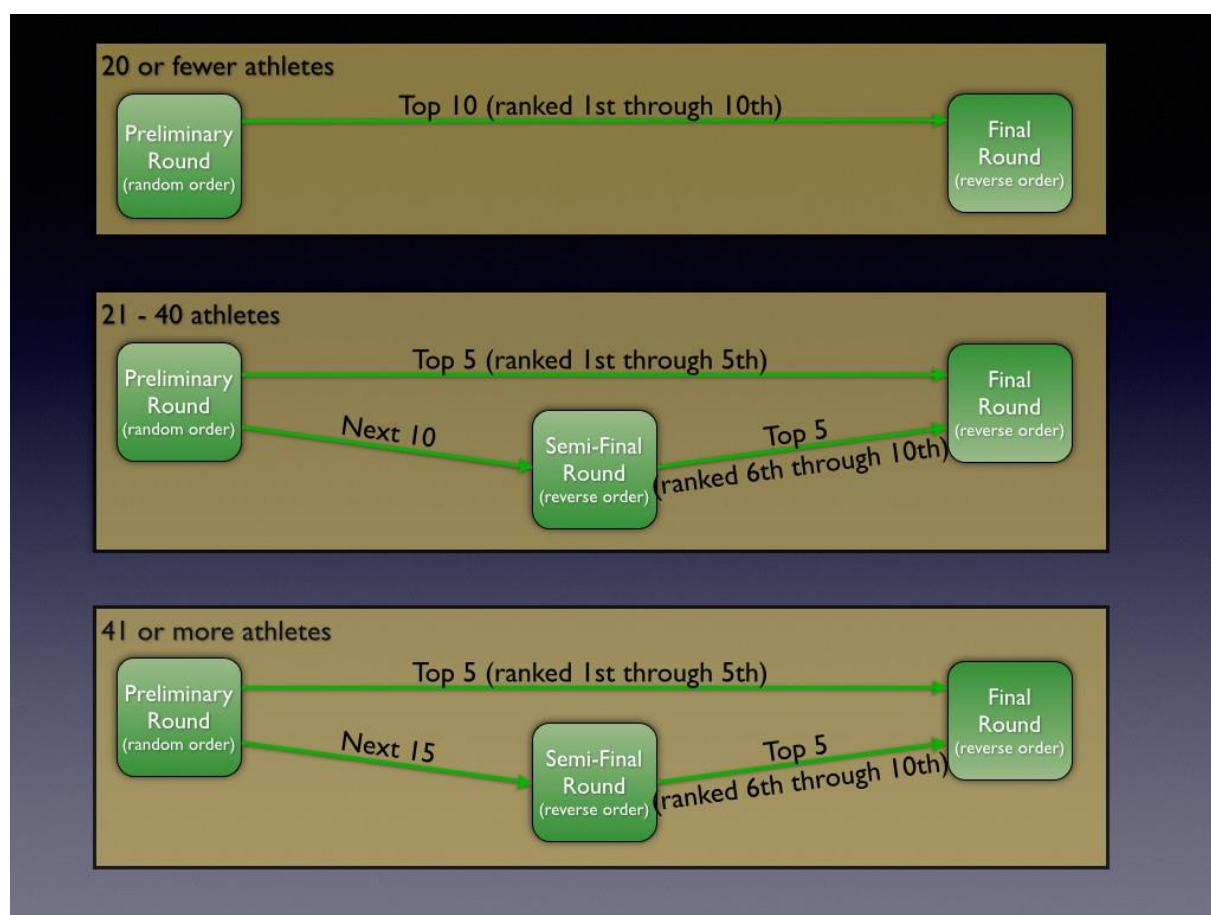 20 or fewer athletes
Top 10 (ranked 1st through 10th)
Preliminary
Round
(random order)
Final
Round
(reverse order)
21 - 40 athletes
Top 5 (ranked 1st through 5th)
Preliminary
Round
(random order)
Next 10
Semi-Final
Round
(reverse order)
Top 5
(ranked 6th through 10th)
Final
Round
(reverse order)
41 or more athletes
Top 5 (ranked 1st through 5th)
Preliminary
Round
(random order)
Next 15
Semi-Final
Round
(reverse order)
Top 5
(ranked 6th through 10th)
Final
Round
(reverse order)